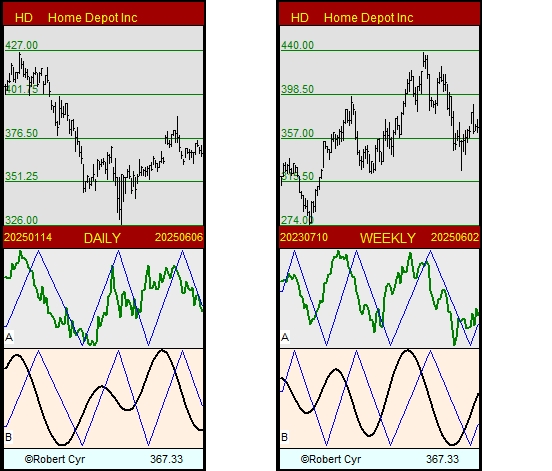 HD Home Depot Inc
427.00
401.75
376.50
351.25
326.00
20250114 DAILY 20250606
A
B
©Robert Cyr 367.33
HD Home Depot Inc
440.00
398.50
357.00
315.50
274.00
20230710 WEEKLY 20250602
A
B
©Robert Cyr 367.33